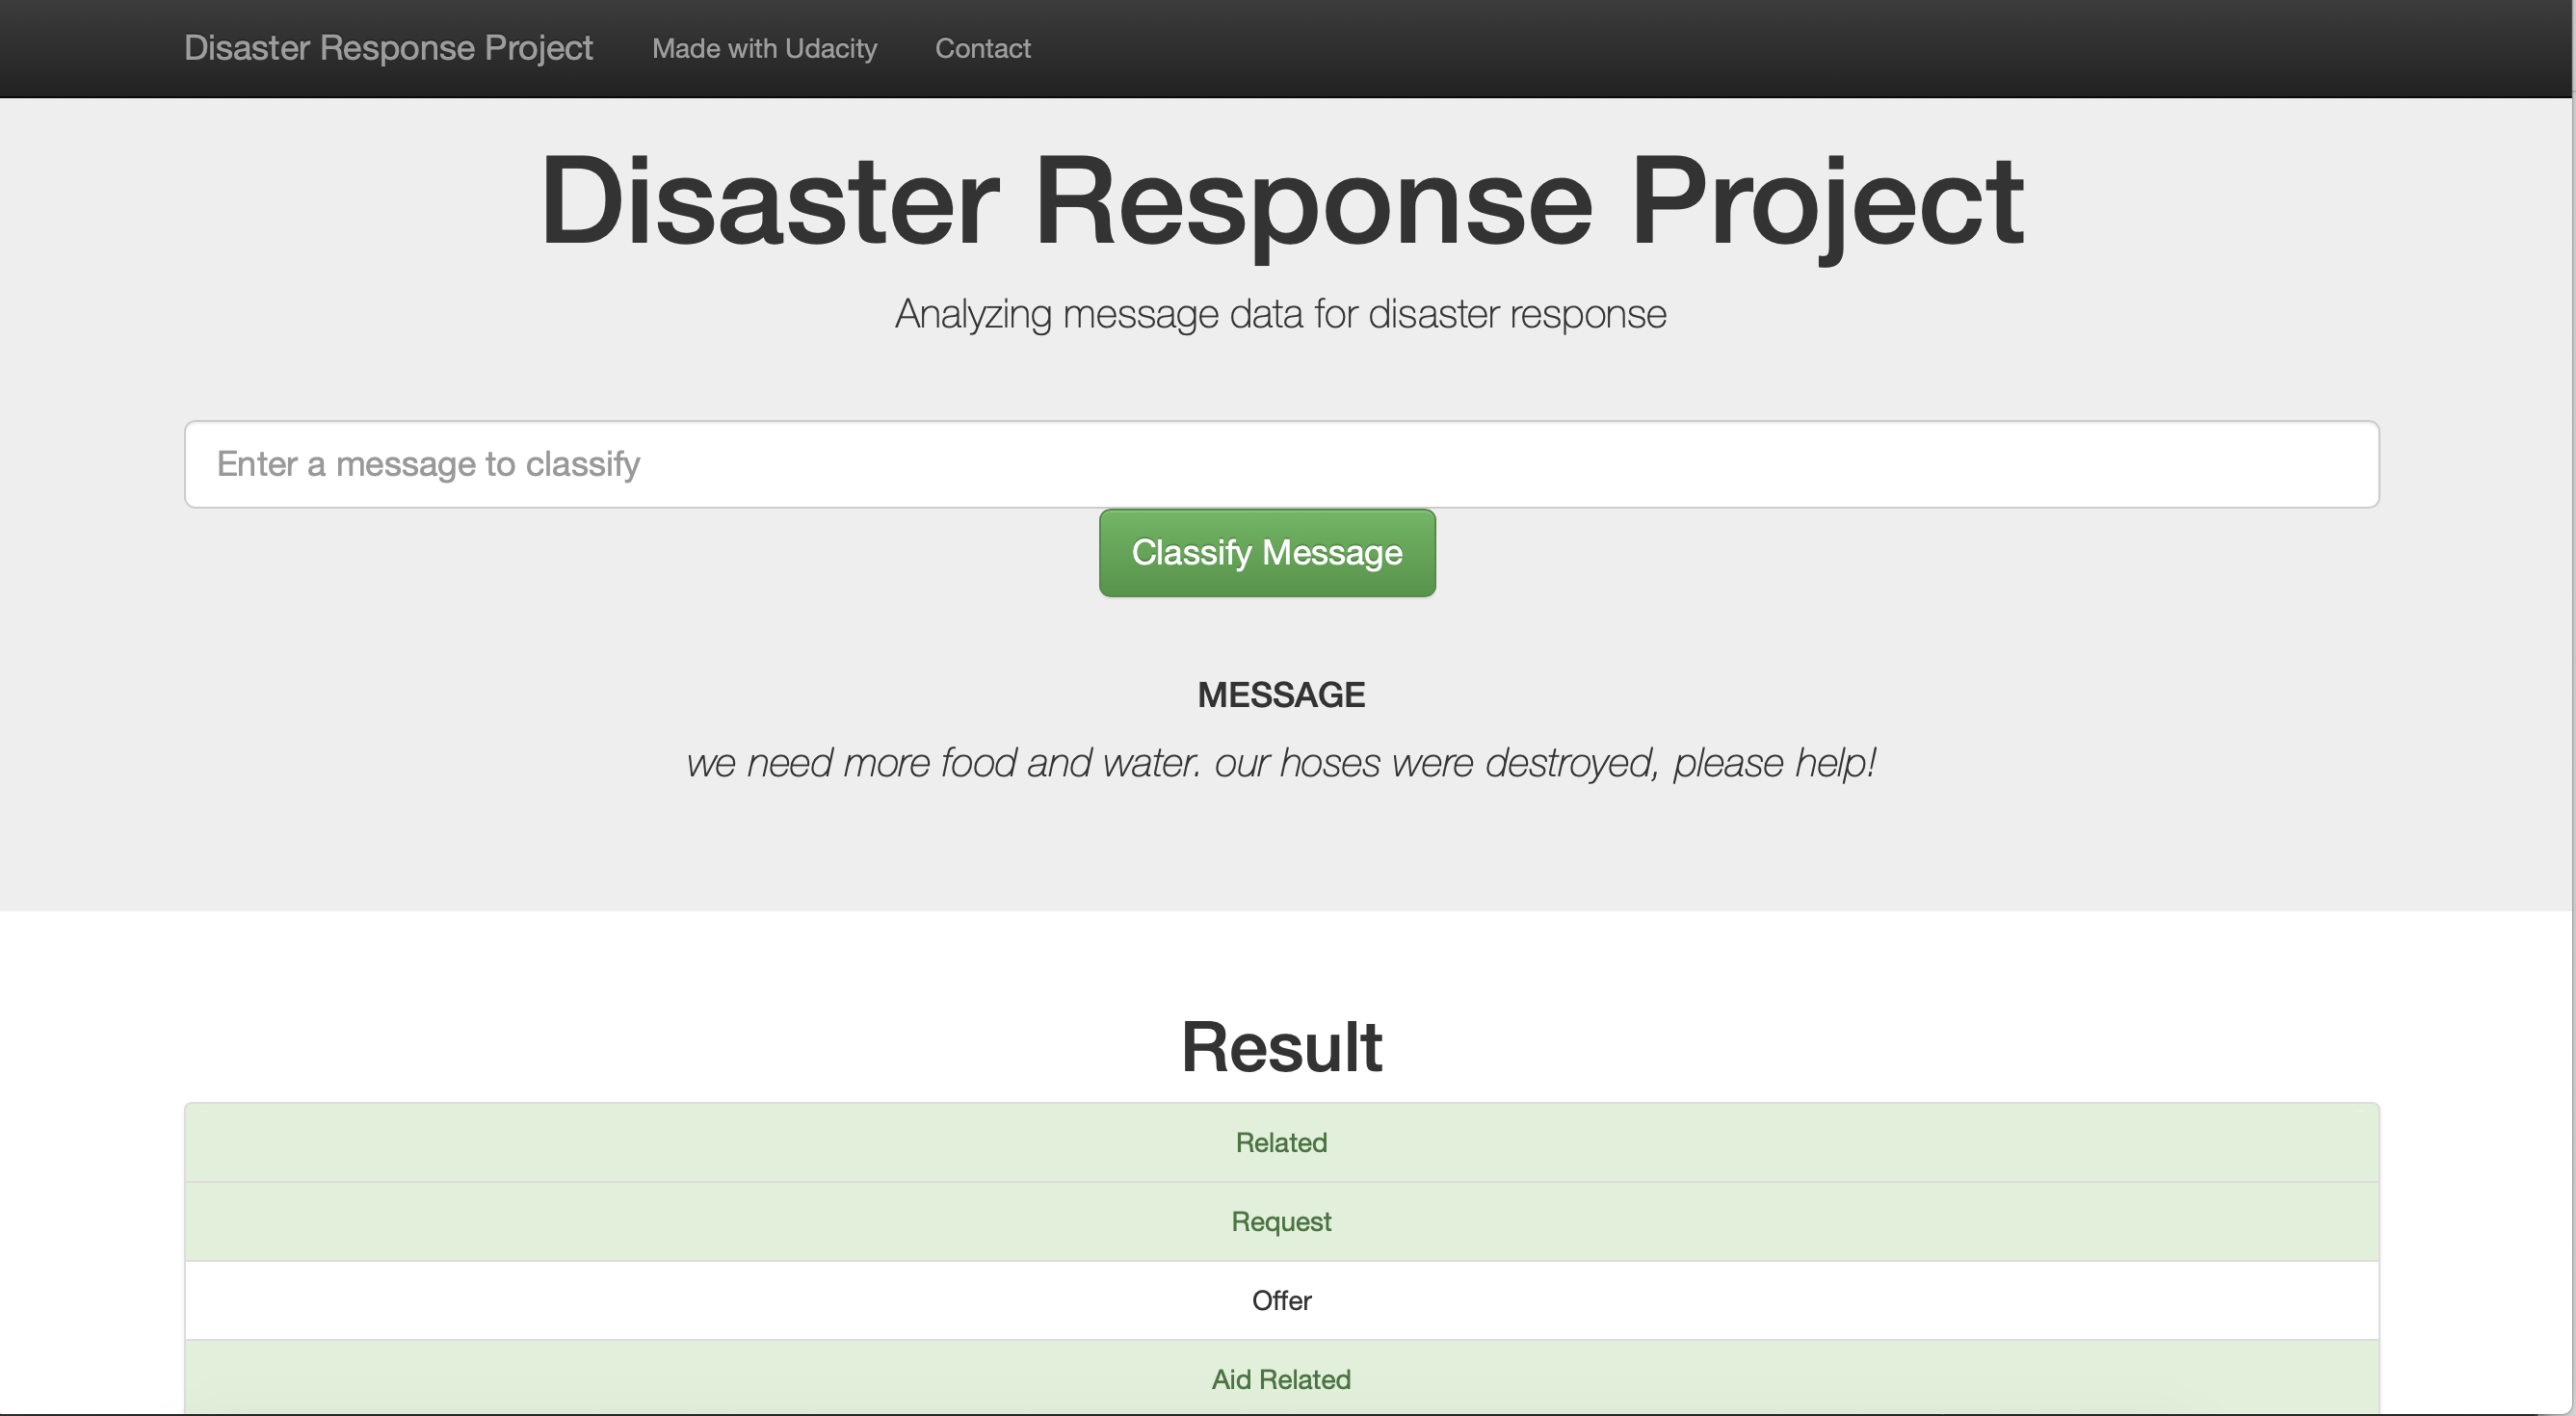 Disaster Response Project Made with Udacity Contact
Disaster Response Project
Analyzing message data for disaster response
Enter a message to classify
Classify Message
MESSAGE
we need more food and water. our hoses were destroyed, please help!
Result
Related
Request
Offer
Aid Related